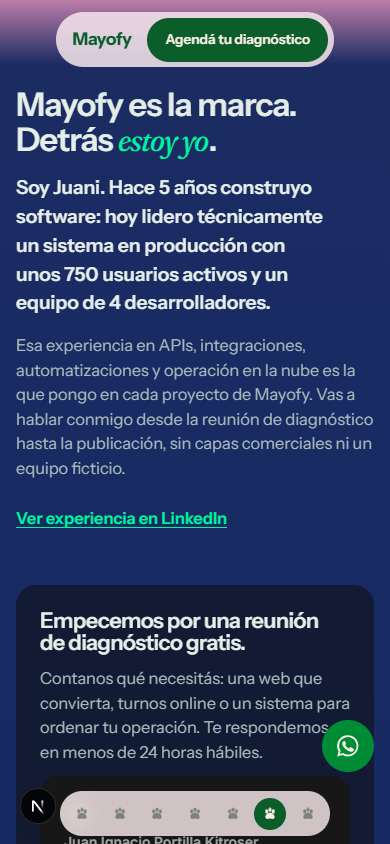 Mayofy
Agendá tu diagnóstico
Mayofy es la marca.
Detrás estoy yo.
Soy Juani. Hace 5 años construyo
software: hoy lidero técnicamente
un sistema en producción con
unos 750 usuarios activos y un
equipo de 4 desarrolladores.
Esa experiencia en APIs, integraciones,
automatizaciones y operación en la nube es la
que pongo en cada proyecto de Mayofy. Vas a
hablar conmigo desde la reunión de diagnóstico
hasta la publicación, sin capas comerciales ni un
equipo ficticio.
Ver experiencia en LinkedIn
Empecemos por una reunión
de diagnóstico gratis.
Contanos qué necesitás: una web que
convierta, turnos online o un sistema para
ordenar tu operación. Te respondemos
en menos de 24 horas hábiles.
N
Juan Ignacio Portilla Kitroser